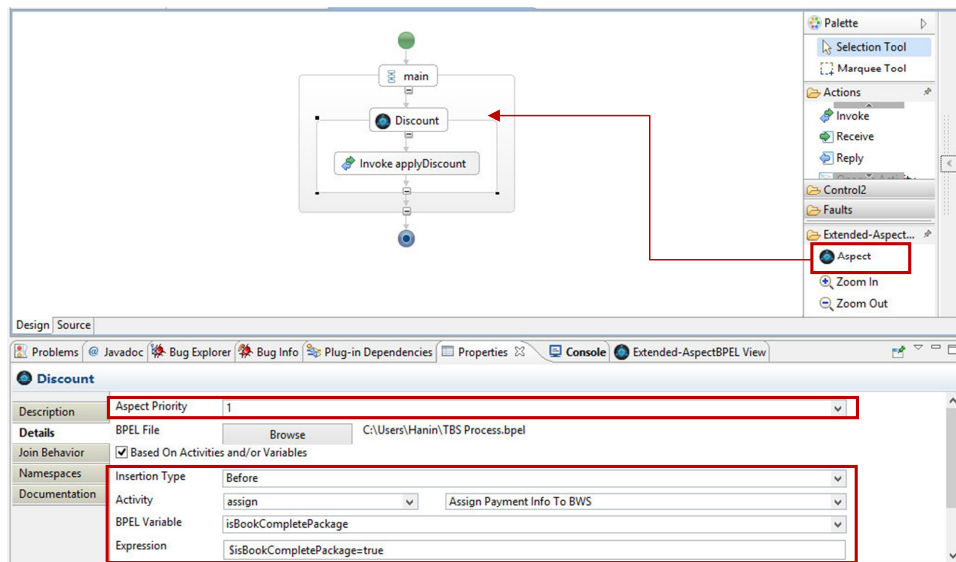 Palette
Selection Tool
Marquee Tool
main
Actions
Discount
Invoke
Receive
Invoke applyDiscount
Reply
Control2
Faults
Extended-Aspect...
Aspect
Zoom In
Zoom Out
Design Source
Problems @ Javadoc Bug Explorer Bug Info Plug-in Dependencies Properties Console Extended-AspectBPEL View
Discount
Description Aspect Priority 1
Details BPEL File Browse C:\Users\Hanin\TBS Process.bpel
Join Behavior Based On Activities and/or Variables
Namespaces Insertion Type Before
Documentation Activity assign Assign Payment Info To BWS
BPEL Variable isBookCompletePackage
Expression $isBookCompletePackage=true